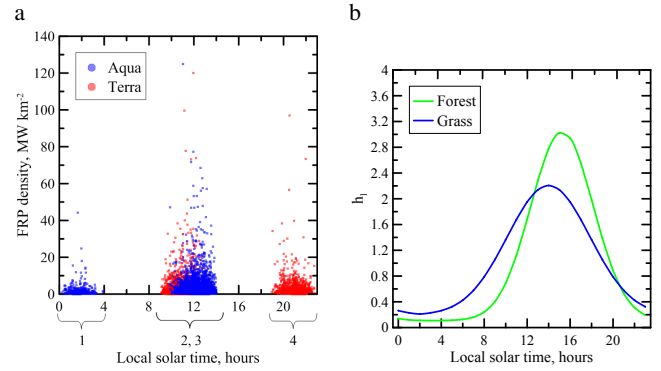 a
FRP density, MW km-2
140
120
100
80
60
40
20
0
Aqua
Terra
0 4 8 12 16 20
1 2, 3 4
Local solar time, hours
b
h1
4
3.6
3.2
2.8
2.4
2
1.6
1.2
0.8
0.4
0
Forest
Grass
0 4 8 12 16 20
Local solar time, hours